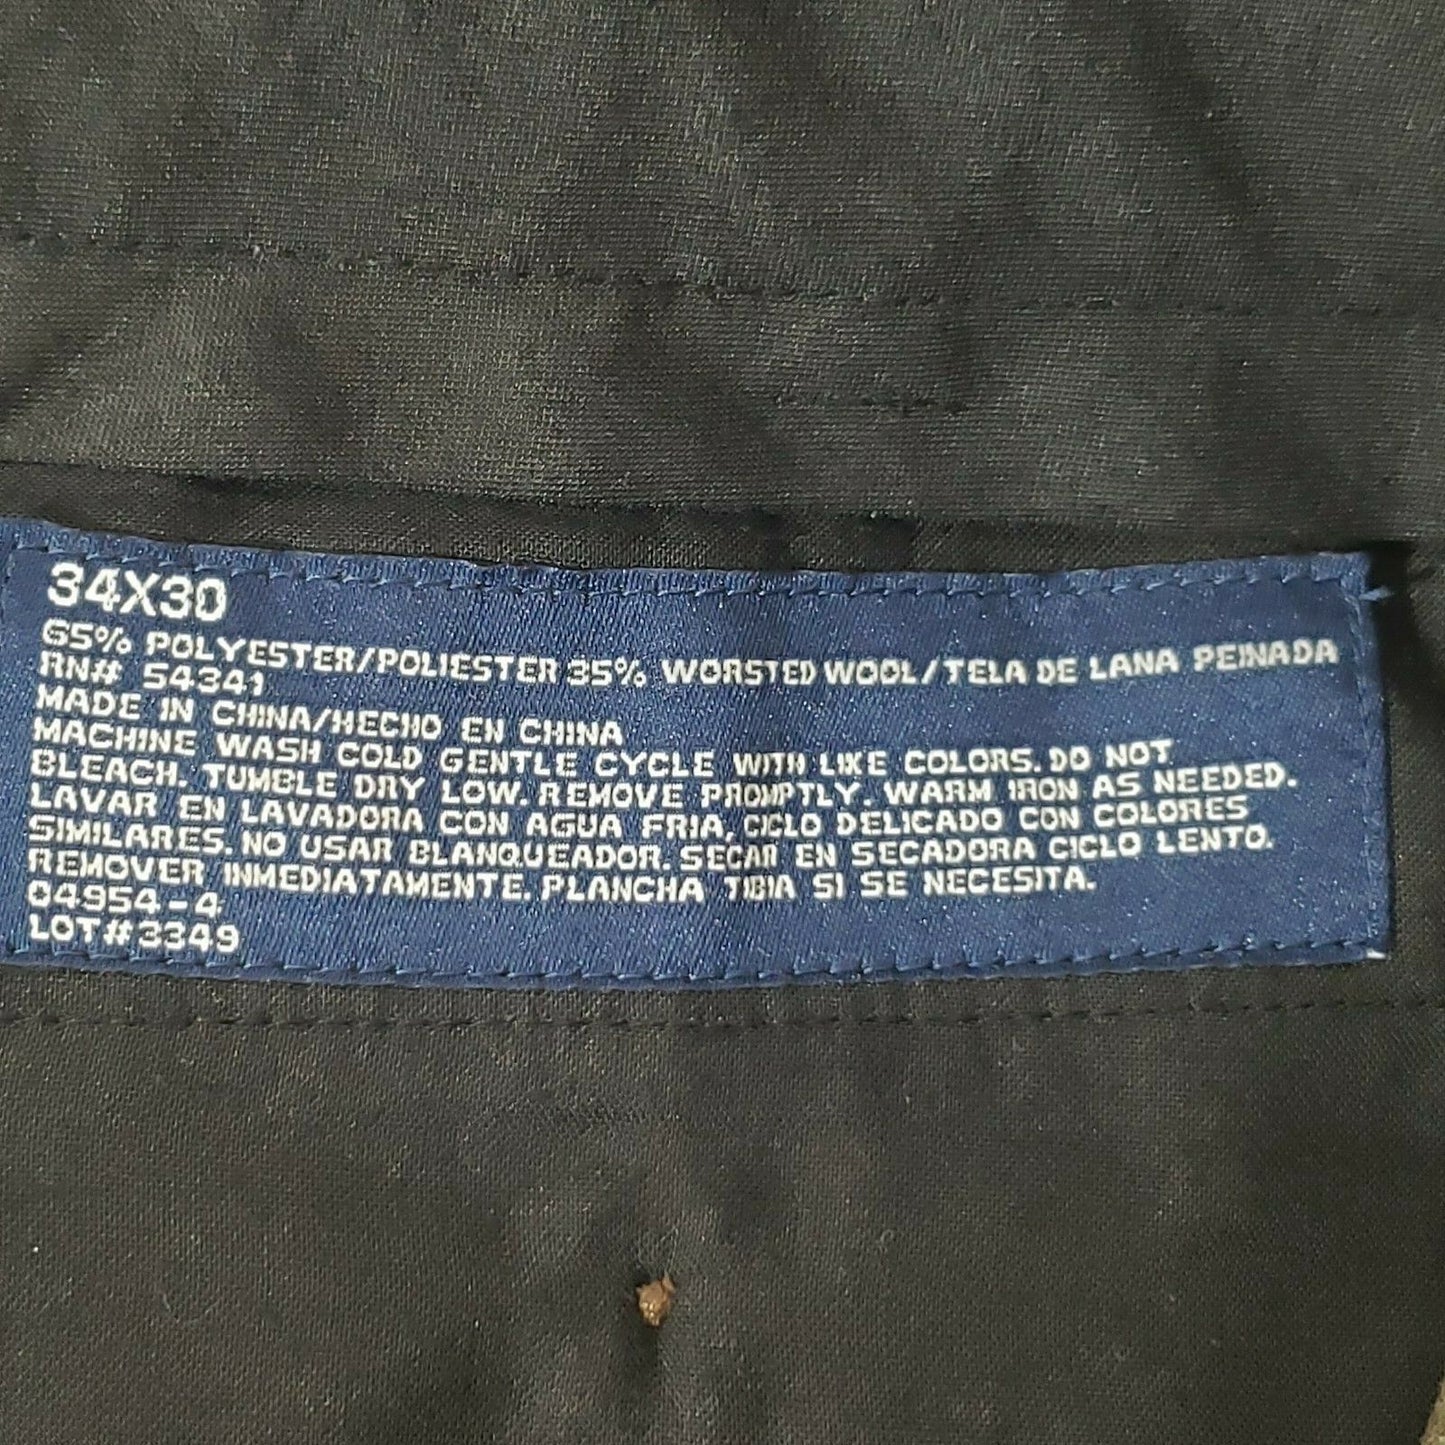 34X30
65% POLYESTER/POLIESTER 35% WORSTED WOOL/TELA DE LANA PEINADA
RN# 54341
MADE IN CHINA/HECHO EN CHINA
MACHINE WASH COLD GENTLE CYCLE WITH LIKE COLORS. DO NOT
BLEACH. TUMBLE DRY LOW. REMOVE PROMPTLY. WARM IRON AS NEEDED.
LAVAR EN LAVADORA CON AGUA FRIA, CICLO DELICADO CON COLORES
SIMILARES. NO USAR BLANQUEADOR. SECAR EN SECADORA CICLO LENTO.
REMOVER INMEDIATAMENTE. PLANCHA TIBIA SI SE NECESITA.
04954-4
LOT#3349